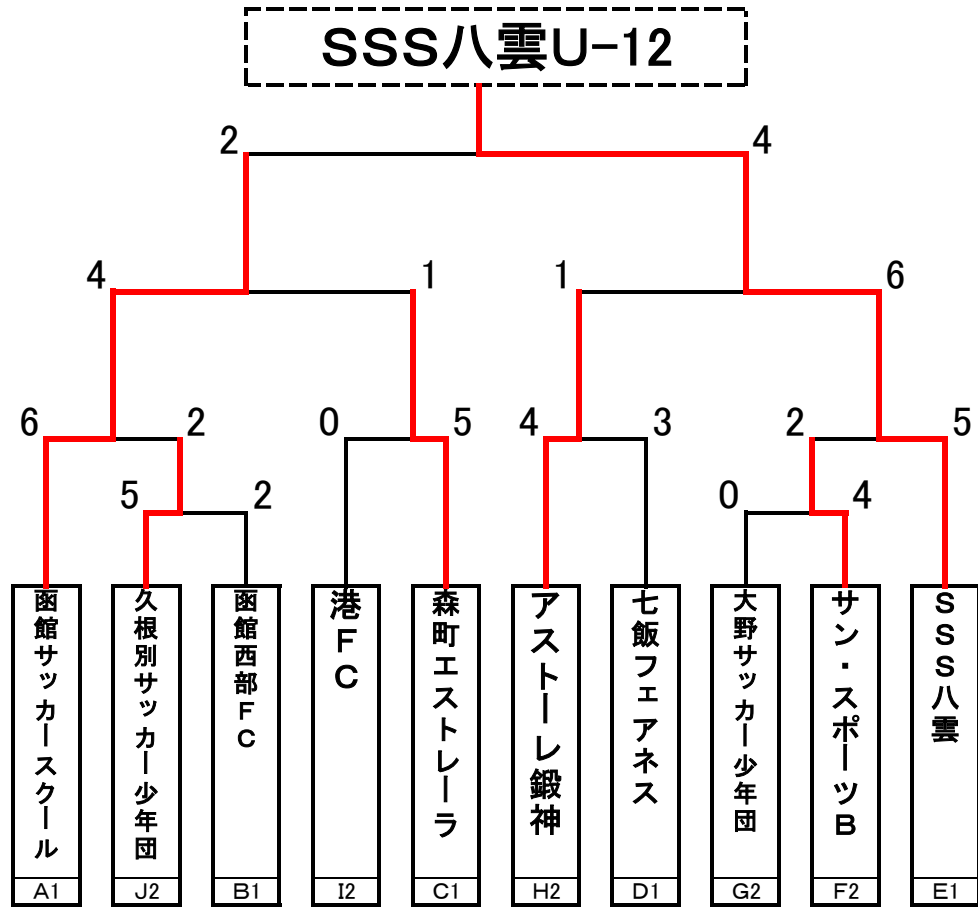 SSS八雲U-12
2
4
4
1
1
6
6
2
0
5
4
3
2
5
5
2
0
4
函館サッカースクール
久根別サッカー少年団
函館西部FC
港FC
森町エストレーラ
アストーレ鍛神
七飯フェアネス
大野サッカー少年団
サン・スポーツB
SSS八雲
A1
J2
B1
I2
C1
H2
D1
G2
F2
E1